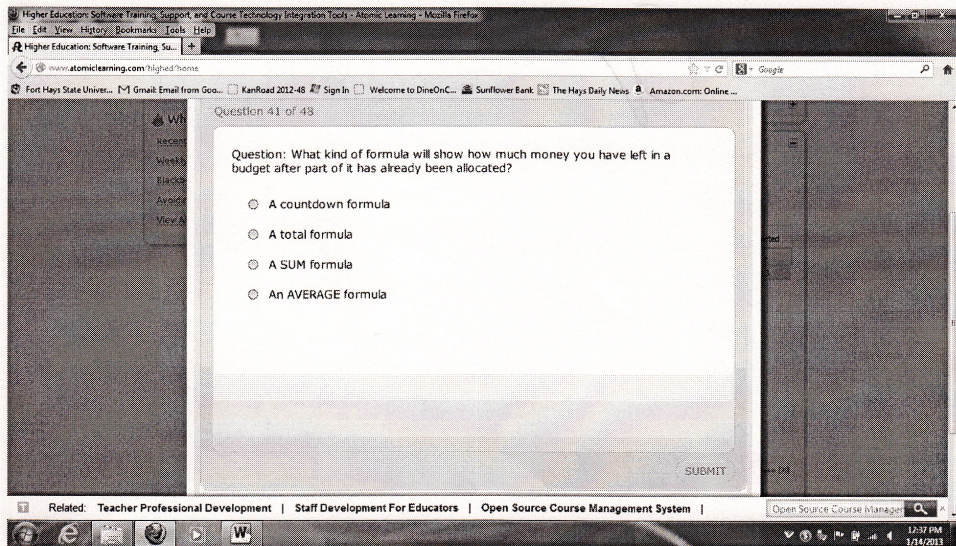 Higher Education: Software Training, Support, and Course Technology Integration Tools - Atomic Learning - Mozilla Firefox
File Edit View History Bookmarks Tools Help
Higher Education: Software Training, Su... +
www.atomiclearning.com/highed/home
Google
Fort Hays State Univer... Gmail: Email from Goo... KanRoad 2012-48 Sign In Welcome to DineOnC... Sunflower Bank The Hays Daily News Amazon.com: Online ...
Question 41 of 48
Wh
Recent
Weekly
Blackb
Avoidi
View A
Question: What kind of formula will show how much money you have left in a
budget after part of it has already been allocated?
A countdown formula
A total formula
A SUM formula
An AVERAGE formula
SUBMIT
Related: Teacher Professional Development | Staff Development For Educators | Open Source Course Management System |
Open Source Course Manager
12:37 PM
1/14/2013